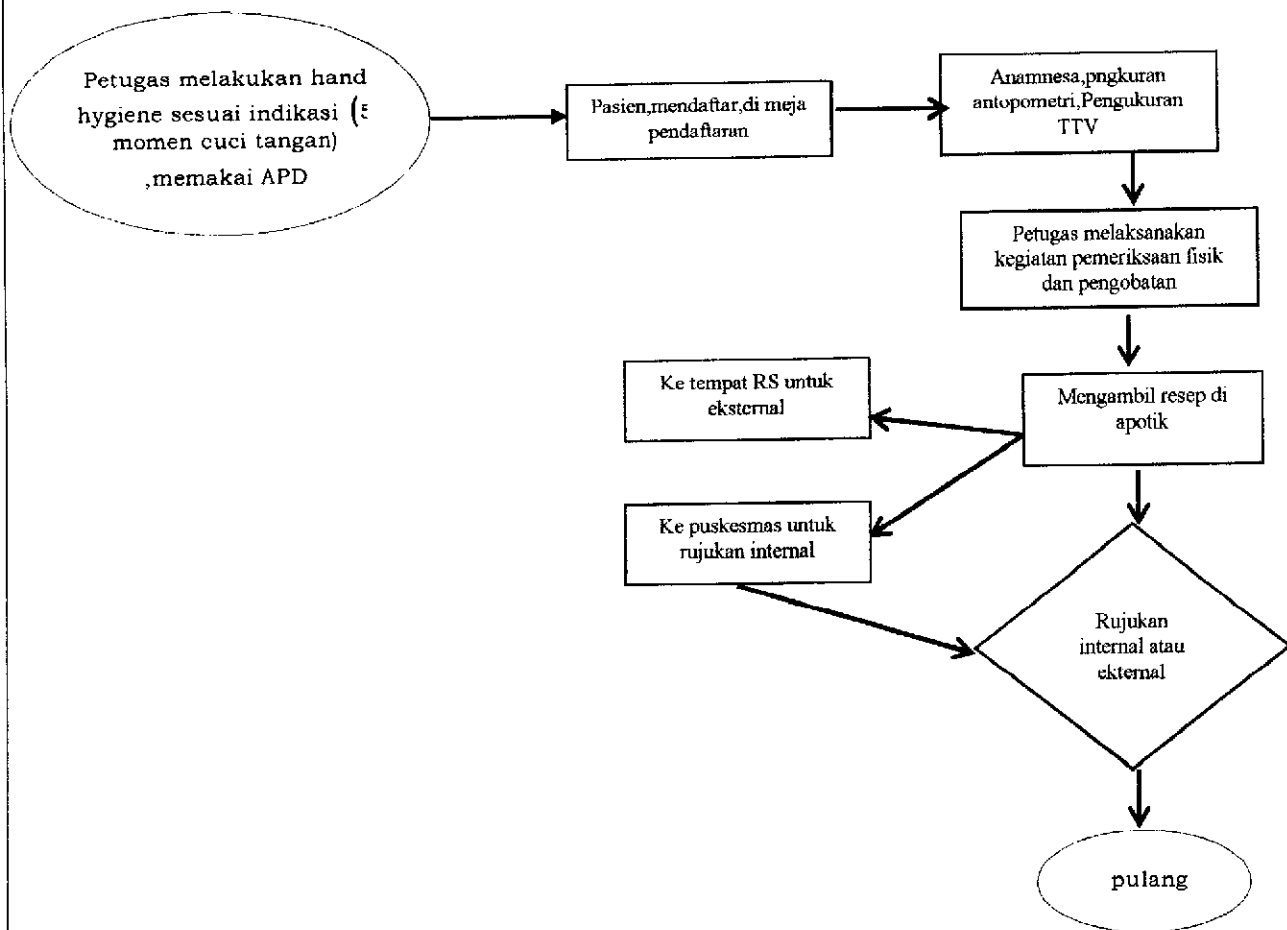 Petugas melakukan hand
hygiene sesuai indikasi (5
momen cuci tangan)
,memakai APD
Pasien,mendaftar,di meja
pendaftaran
Anamnesa,pngkuran
antopometri,Pengukuran
TTV
Petugas melaksanakan
kegiatan pemeriksaan fisik
dan pengobatan
Ke tempat RS untuk
eksternal
Mengambil resep di
apotik
Ke puskesmas untuk
rujukan internal
Rujukan
internal atau
ekternal
pulang